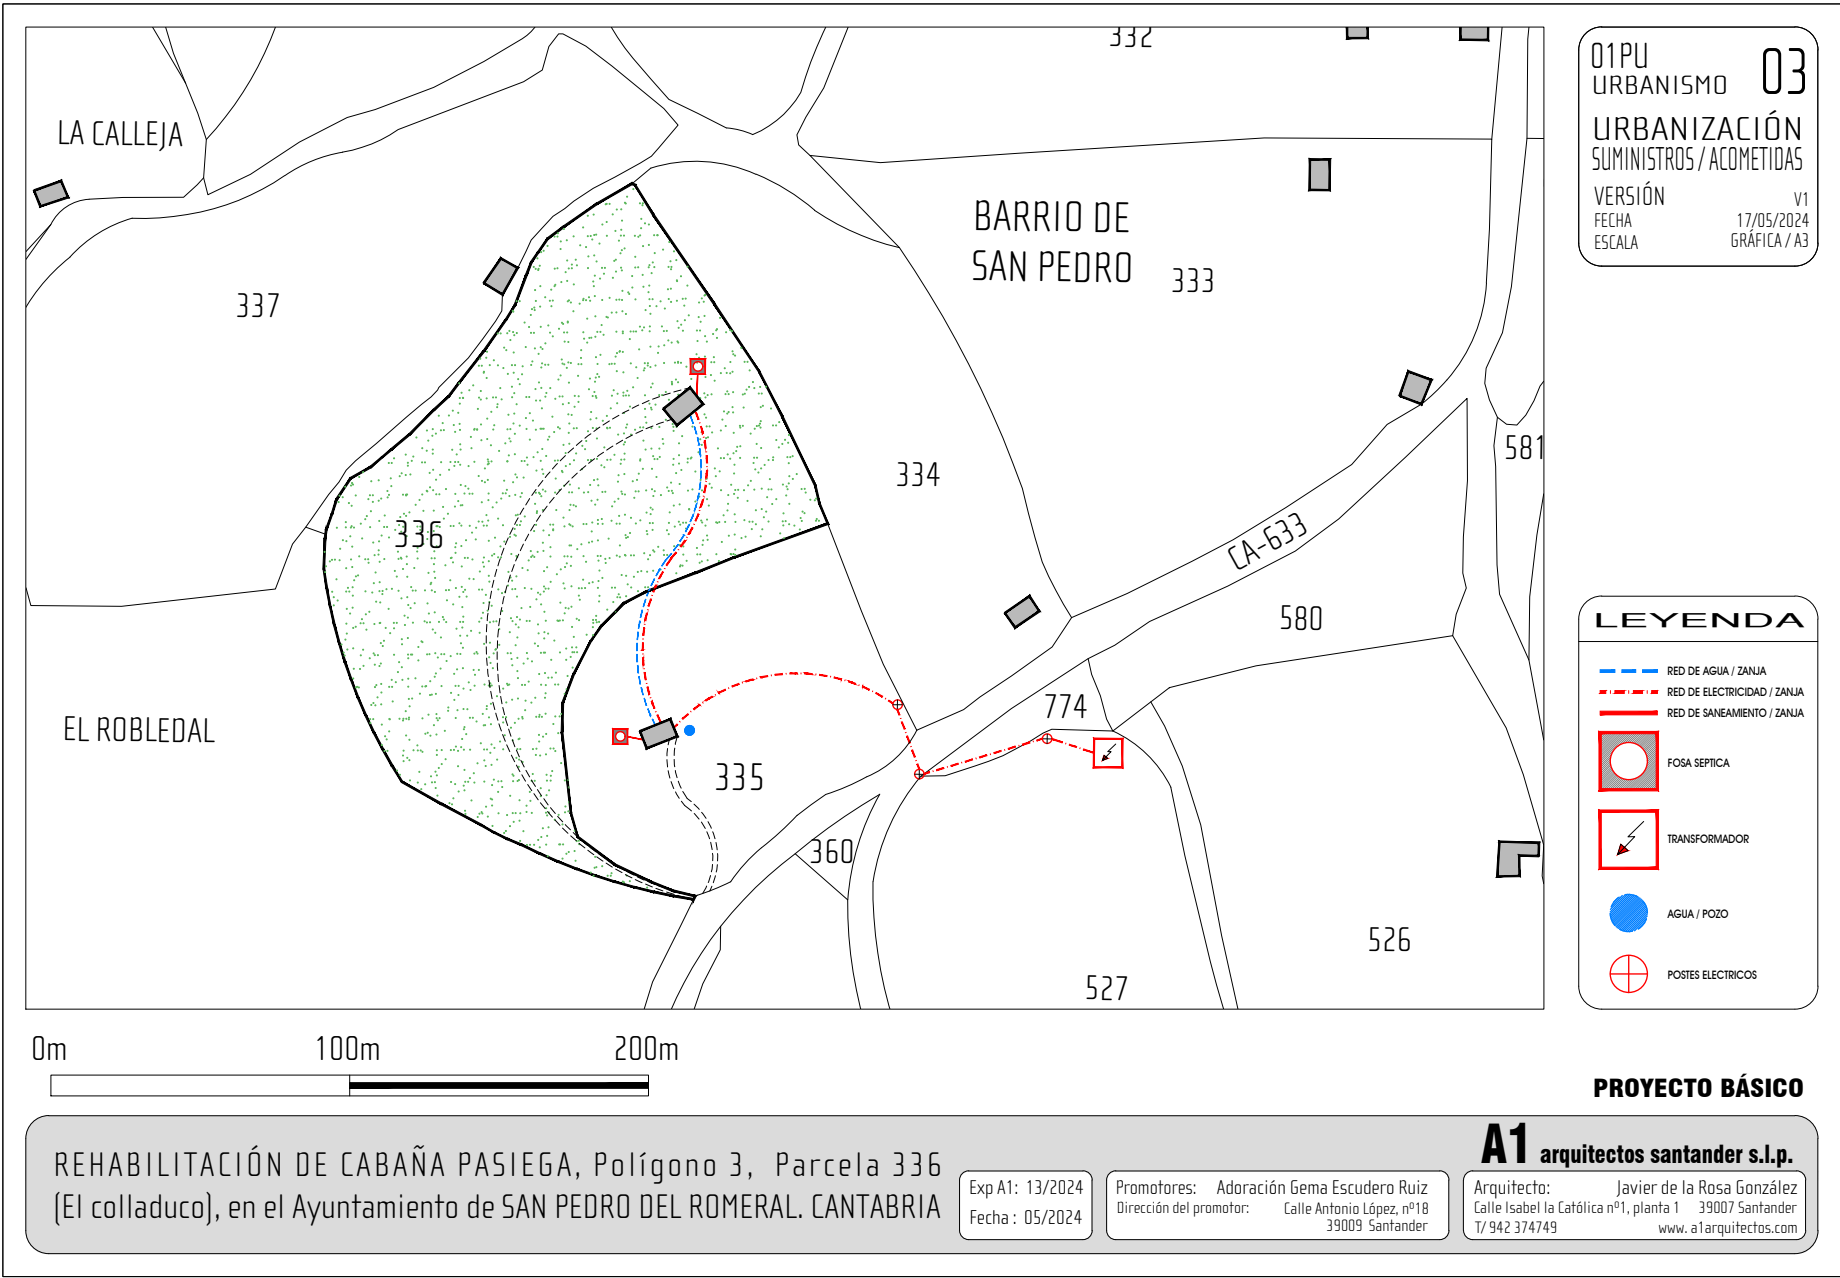 332
LA CALLEJA
BARRIO DE
SAN PEDRO
333
337
334
336
581
CA-633
580
EL ROBLEDAL
774
335
360
526
527
0m 100m 200m
01PU
URBANISMO 03
URBANIZACIÓN
SUMINISTROS / ACOMETIDAS
VERSIÓN V1
FECHA 17/05/2024
ESCALA GRÁFICA / A3
LEYENDA
RED DE AGUA / ZANJA
RED DE ELECTRICIDAD / ZANJA
RED DE SANEAMIENTO / ZANJA
FOSA SEPTICA
TRANSFORMADOR
AGUA / POZO
POSTES ELECTRICOS
PROYECTO BÁSICO
REHABILITACIÓN DE CABAÑA PASIEGA, Polígono 3, Parcela 336
(El colladuco), en el Ayuntamiento de SAN PEDRO DEL ROMERAL. CANTABRIA
Exp A1: 13/2024
Fecha : 05/2024
Promotores: Adoración Gema Escudero Ruiz
Dirección del promotor: Calle Antonio López, nº18
39009 Santander
A1 arquitectos santander s.l.p.
Arquitecto: Javier de la Rosa González
Calle Isabel la Católica nº1, planta 1 39007 Santander
T/ 942 374749 www. a1arquitectos.com